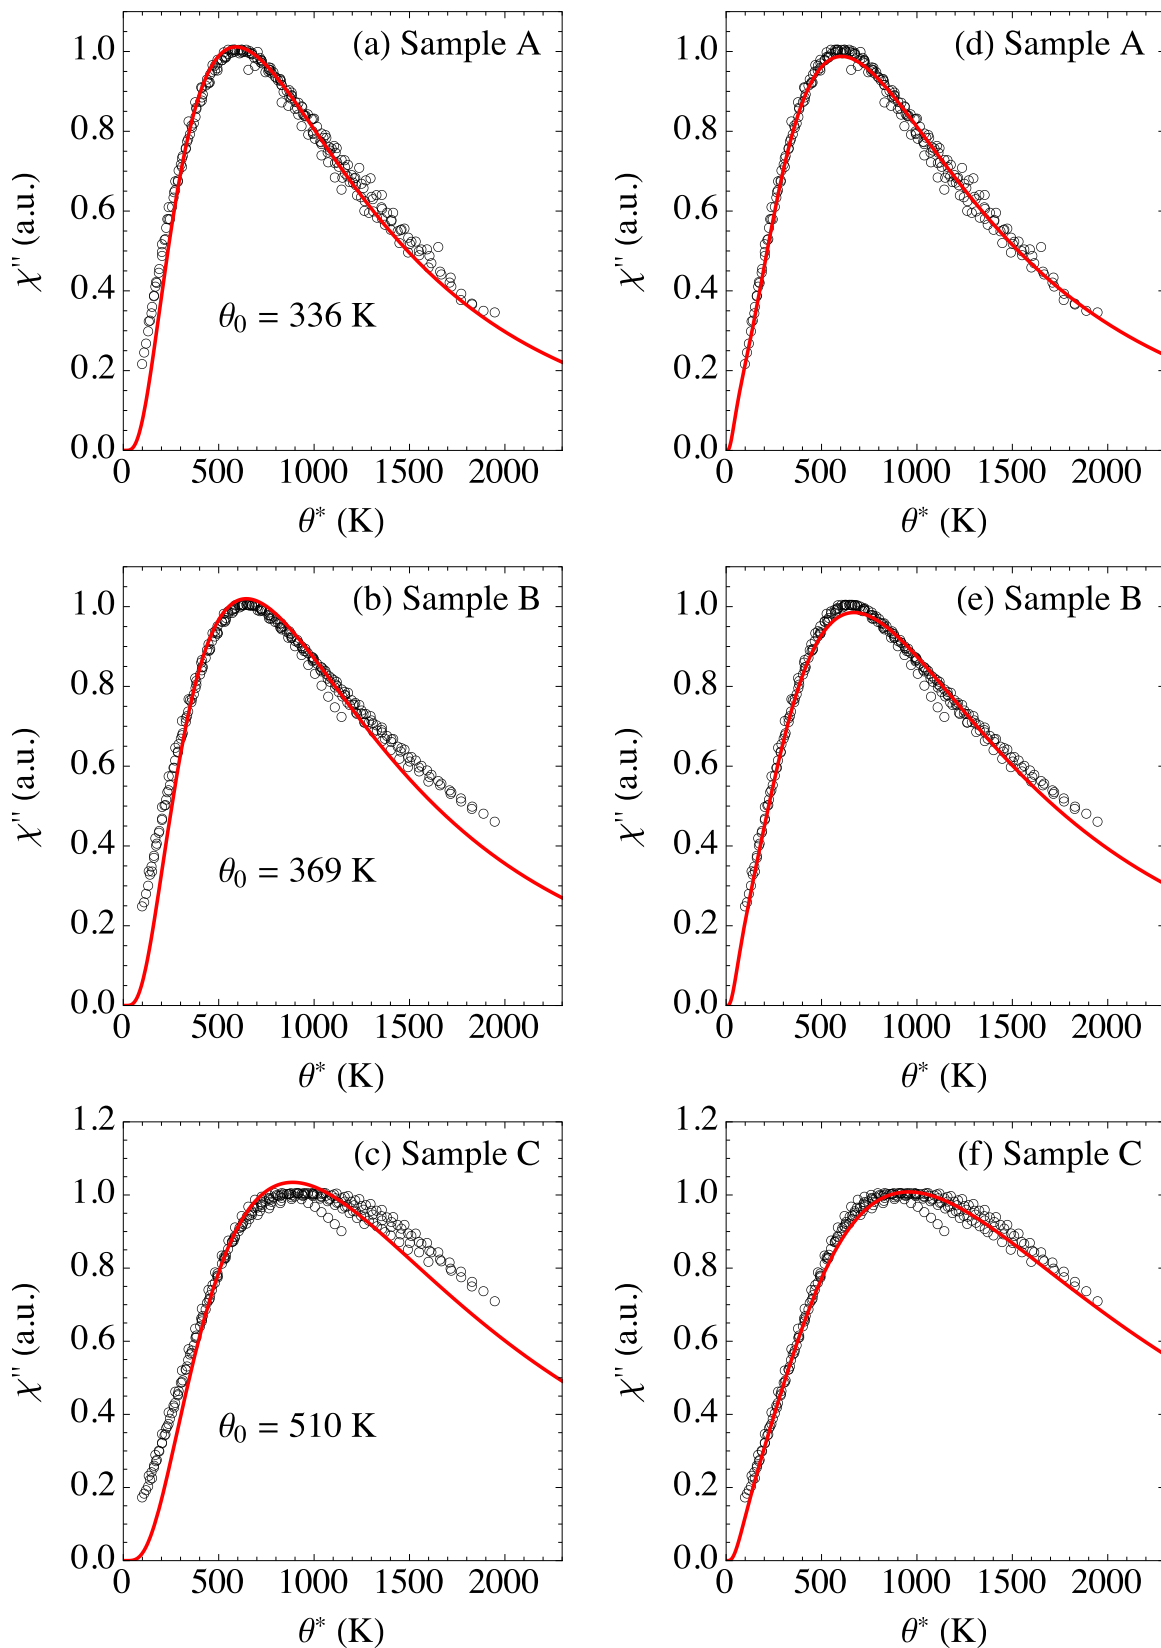 (a) Sample A
χ'' (a.u.)
1.0
0.8
0.6
0.4
0.2
0.0
θ₀ = 336 K
0 500 1000 1500 2000
θ* (K)
(d) Sample A
χ'' (a.u.)
1.0
0.8
0.6
0.4
0.2
0.0
0 500 1000 1500 2000
θ* (K)
(b) Sample B
χ'' (a.u.)
1.0
0.8
0.6
0.4
0.2
0.0
θ₀ = 369 K
0 500 1000 1500 2000
θ* (K)
(e) Sample B
χ'' (a.u.)
1.0
0.8
0.6
0.4
0.2
0.0
0 500 1000 1500 2000
θ* (K)
(c) Sample C
χ'' (a.u.)
1.2
1.0
0.8
0.6
0.4
0.2
0.0
θ₀ = 510 K
0 500 1000 1500 2000
θ* (K)
(f) Sample C
χ'' (a.u.)
1.2
1.0
0.8
0.6
0.4
0.2
0.0
0 500 1000 1500 2000
θ* (K)